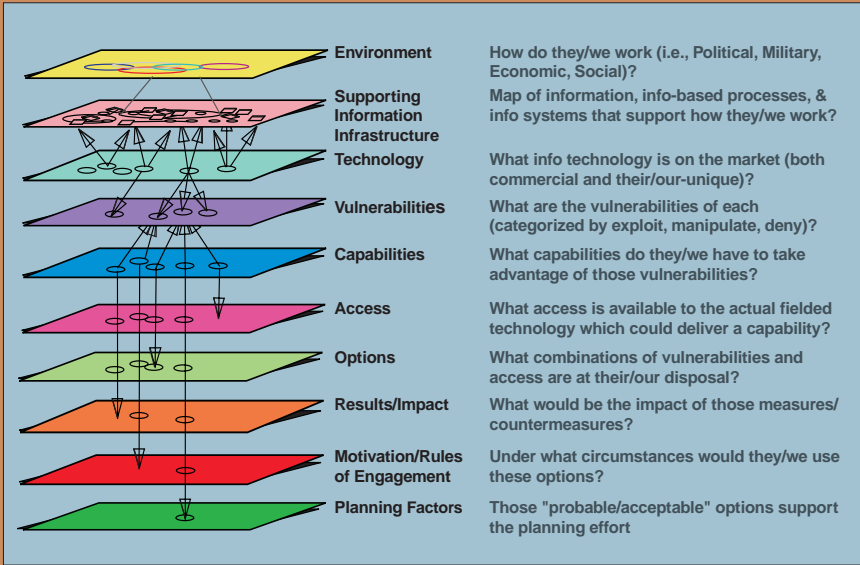 Environment
How do they/we work (i.e., Political, Military,
Economic, Social)?
Supporting
Information
Infrastructure
Map of information, info-based processes, &
info systems that support how they/we work?
Technology
What info technology is on the market (both
commercial and their/our-unique)?
Vulnerabilities
What are the vulnerabilities of each
(categorized by exploit, manipulate, deny)?
Capabilities
What capabilities do they/we have to take
advantage of those vulnerabilities?
Access
What access is available to the actual fielded
technology which could deliver a capability?
Options
What combinations of vulnerabilities and
access are at their/our disposal?
Results/Impact
What would be the impact of those measures/
countermeasures?
Motivation/Rules
of Engagement
Under what circumstances would they/we use
these options?
Planning Factors
Those "probable/acceptable" options support
the planning effort